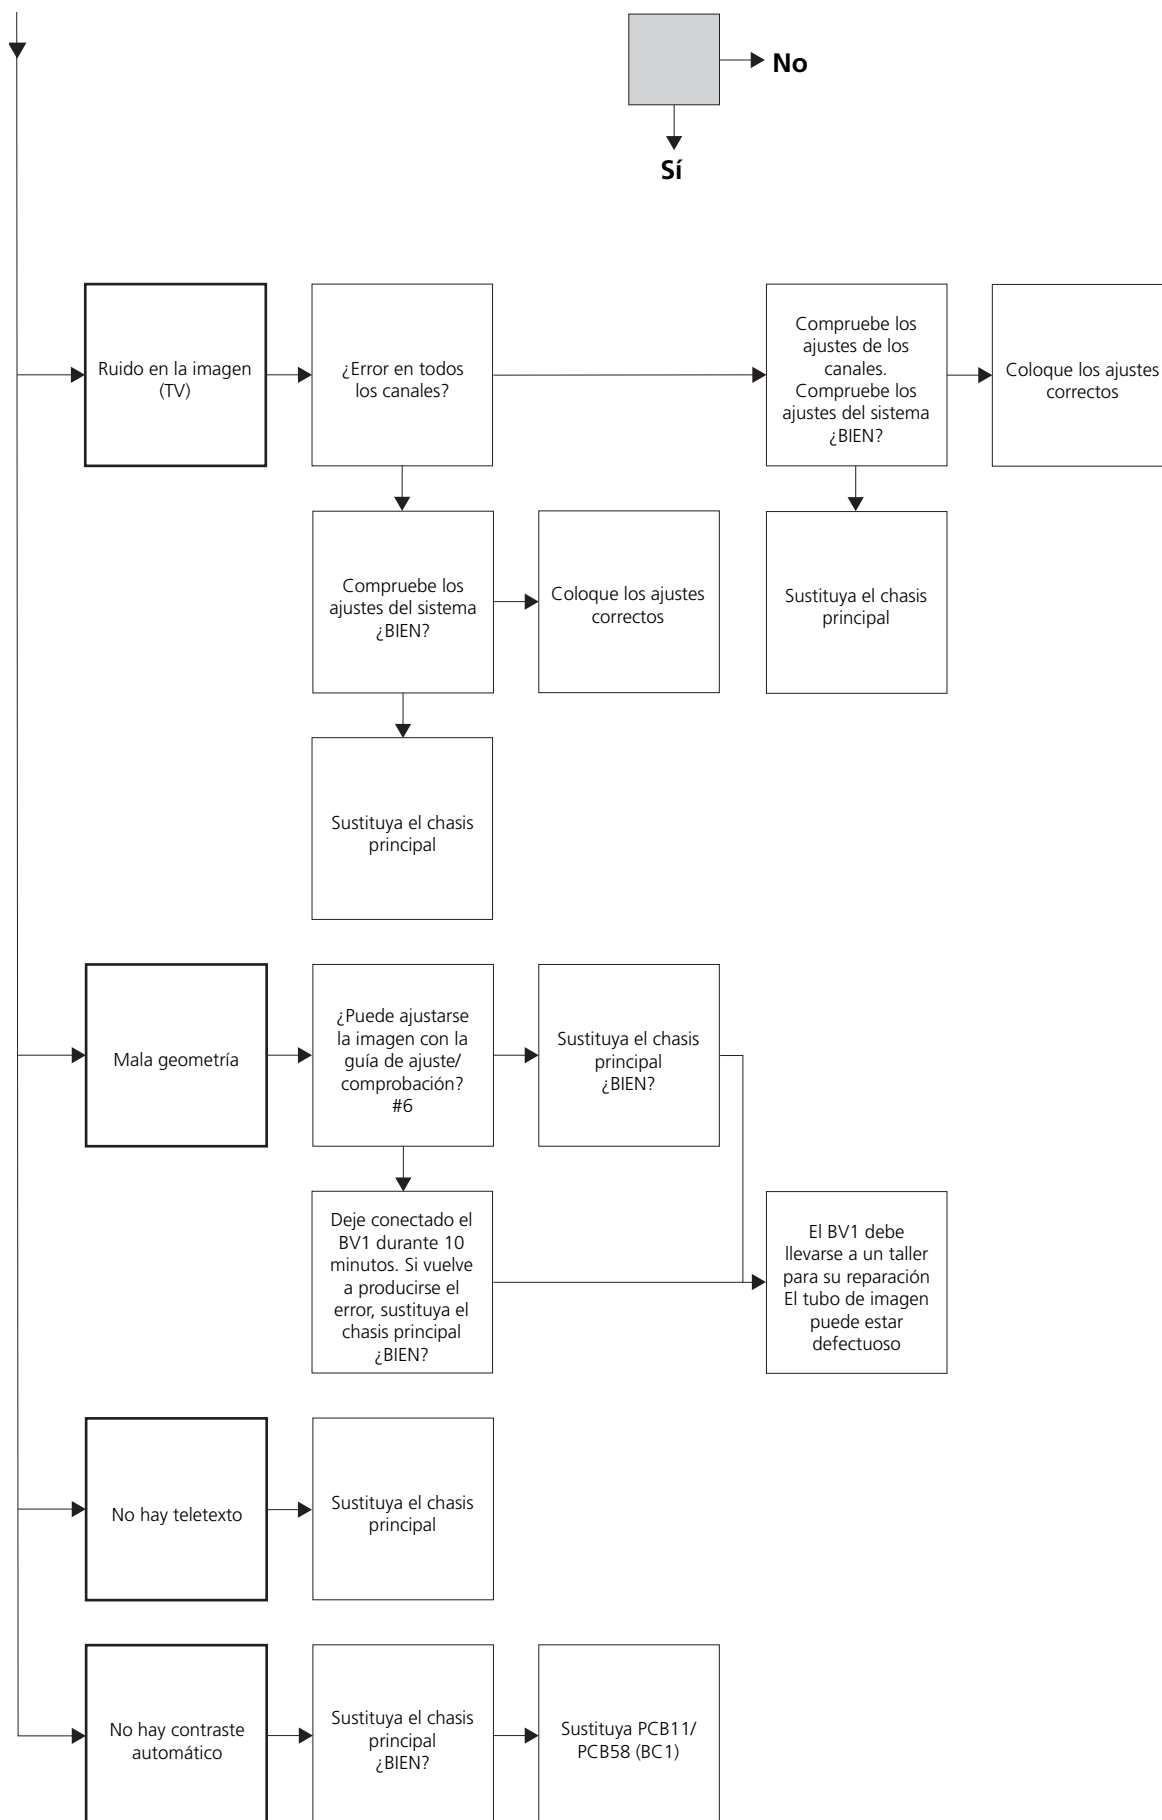 No
Sí
Ruido en la imagen
(TV)
¿Error en todos
los canales?
Compruebe los
ajustes de los
canales.
Compruebe los
ajustes del sistema
¿BIEN?
Coloque los ajustes
correctos
Compruebe los
ajustes del sistema
¿BIEN?
Coloque los ajustes
correctos
Sustituya el chasis
principal
Sustituya el chasis
principal
Mala geometría
¿Puede ajustarse
la imagen con la
guía de ajuste/
comprobación?
#6
Sustituya el chasis
principal
¿BIEN?
Deje conectado el
BV1 durante 10
minutos. Si vuelve
a producirse el
error, sustituya el
chasis principal
¿BIEN?
El BV1 debe
llevarse a un taller
para su reparación
El tubo de imagen
puede estar
defectuoso
No hay teletexto
Sustituya el chasis
principal
No hay contraste
automático
Sustituya el chasis
principal
¿BIEN?
Sustituya PCB11/
PCB58 (BC1)